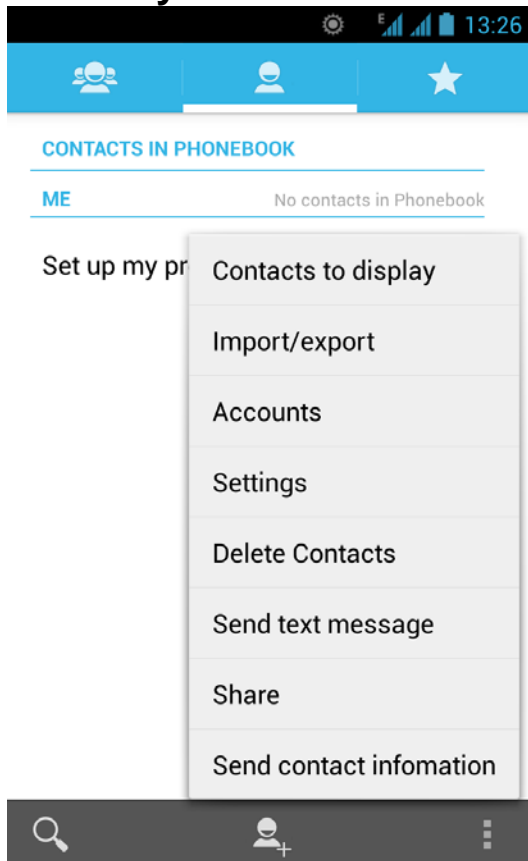 E 13:26
CONTACTS IN PHONEBOOK
ME No contacts in Phonebook
Set up my pr
Contacts to display
Import/export
Accounts
Settings
Delete Contacts
Send text message
Share
Send contact infomation